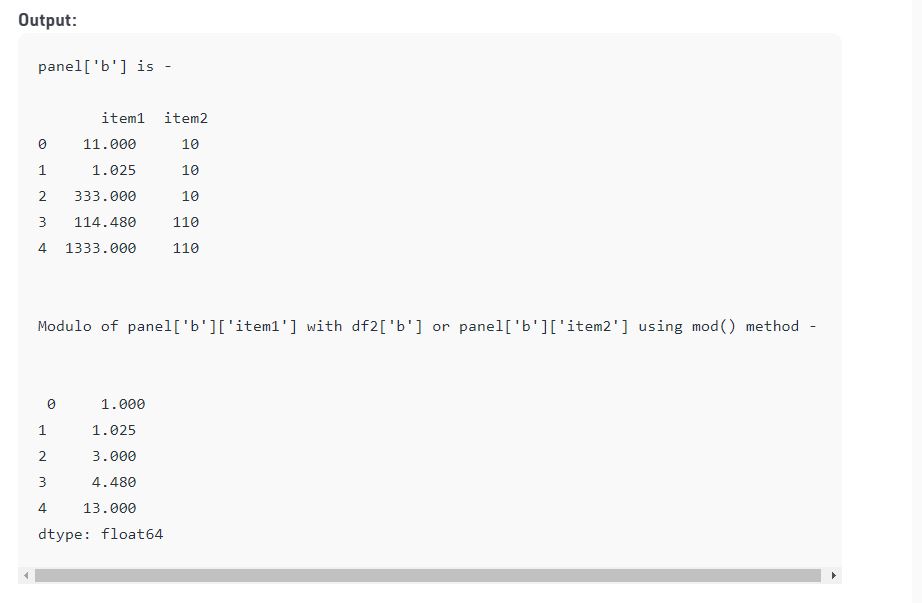 Output:
panel['b'] is -
item1 item2
0 11.000 10
1 1.025 10
2 333.000 10
3 114.480 110
4 1333.000 110
Modulo of panel['b']['item1'] with df2['b'] or panel['b']['item2'] using mod() method -
0 1.000
1 1.025
2 3.000
3 4.480
4 13.000
dtype: float64